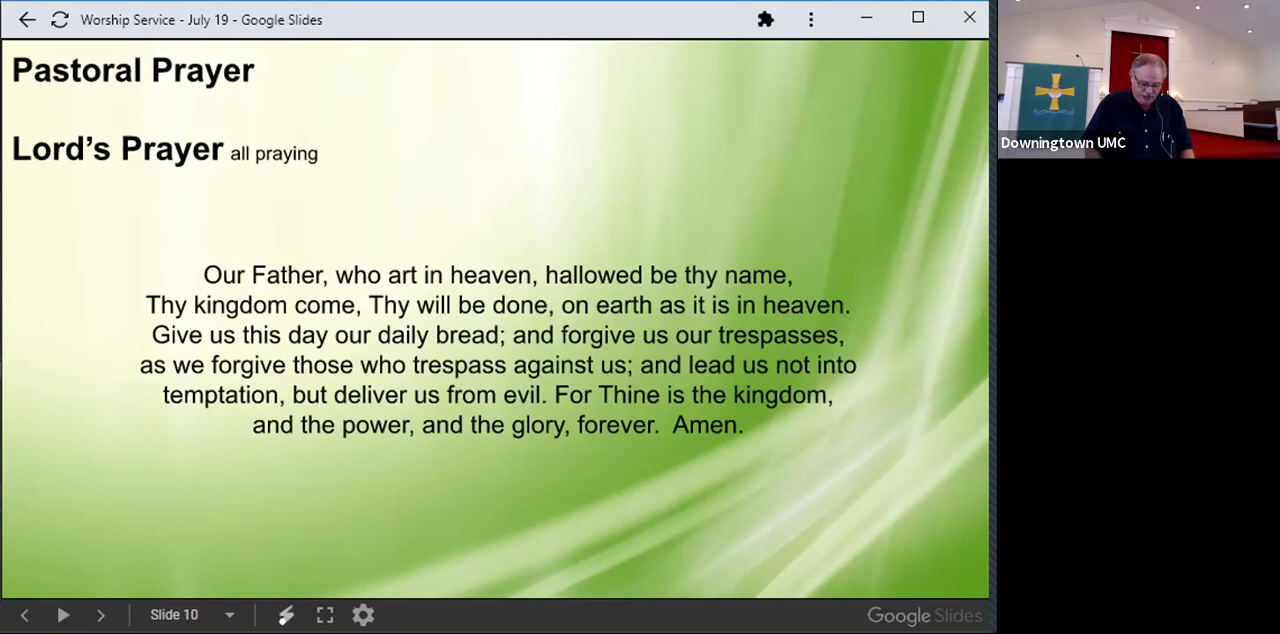 Worship Service - July 19 - Google Slides
Pastoral Prayer
Lord's Prayer all praying
Our Father, who art in heaven, hallowed be thy name,
Thy kingdom come, Thy will be done, on earth as it is in heaven.
Give us this day our daily bread; and forgive us our trespasses,
as we forgive those who trespass against us; and lead us not into
temptation, but deliver us from evil. For Thine is the kingdom,
and the power, and the glory, forever.  Amen.
Slide 10
Google Slides
Downingtown UMC